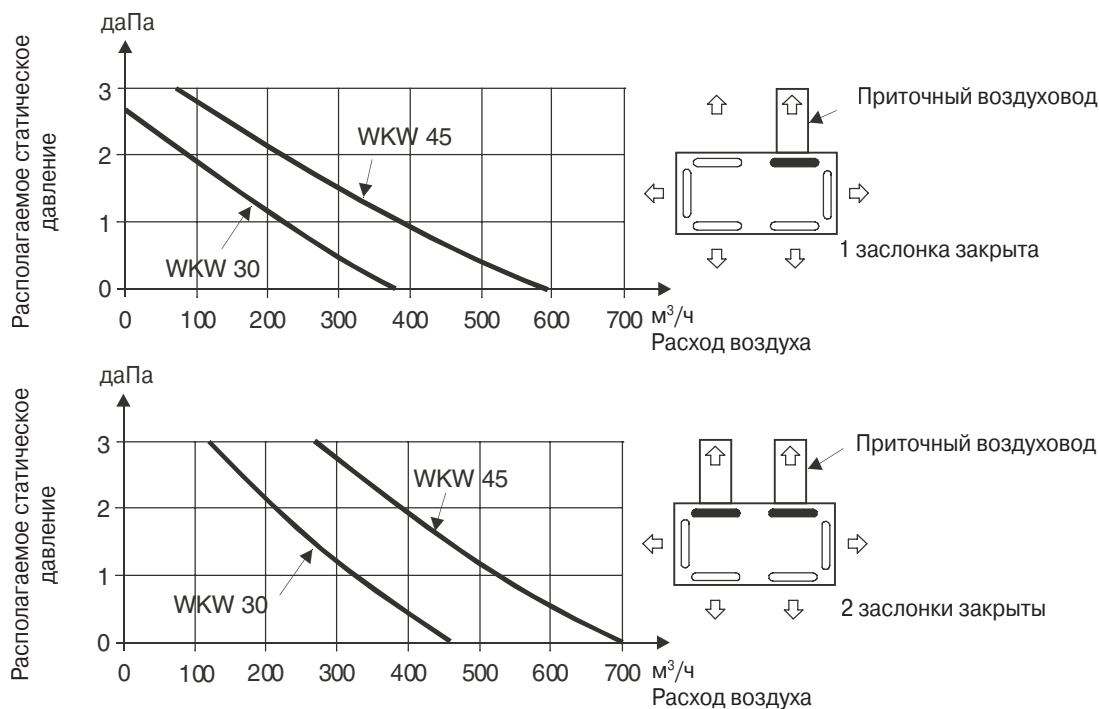 даПа
Располагаемое статическое
давление
3
2
1
0
WKW 45
WKW 30
0 100 200 300 400 500 600 700 м³/ч
Расход воздуха
Приточный воздуховод
1 заслонка закрыта
даПа
Располагаемое статическое
давление
3
2
1
0
WKW 45
WKW 30
0 100 200 300 400 500 600 700 м³/ч
Расход воздуха
Приточный воздуховод
2 заслонки закрыты